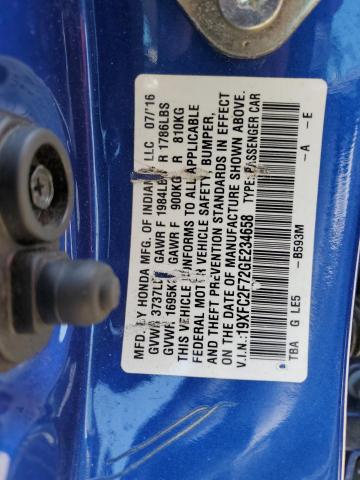 MFD. BY HONDA MFG. OF INDIANA LLC 07/'16
GVWR 3737LBS GAWR F 1984LBS R 1786LBS
GVWR 1695KG GAWR F 900KG R 810KG
THIS VEHICLE CONFORMS TO ALL APPLICABLE
FEDERAL MOTOR VEHICLE SAFETY BUMPER,
AND THEFT PREVENTION STANDARDS IN EFFECT
ON THE DATE OF MANUFACTURE SHOWN ABOVE.
V.I.N.:19XFC2F72GE234658 TYPE:PASSENGER CAR
-B593M -A -E
TBA G LE5